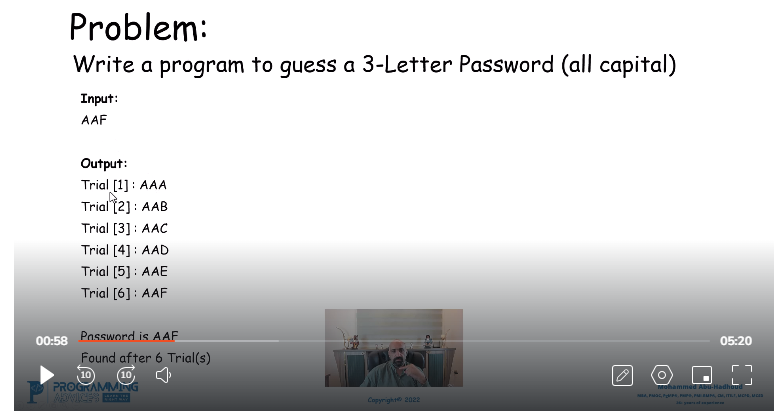 Problem:
Write a program to guess a 3-Letter Password (all capital)
Input:
AAF
Output:
Trial [1] : AAA
Trial [2] : AAB
Trial [3] : AAC
Trial [4] : AAD
Trial [5] : AAE
Trial [6] : AAF
Password is AAF
00:58
05:20
Found after 6 Trial(s)
10
10
PROGRAMMING
ADVICES
Mohammed Abu-Hadhoud
Copyright© 2022